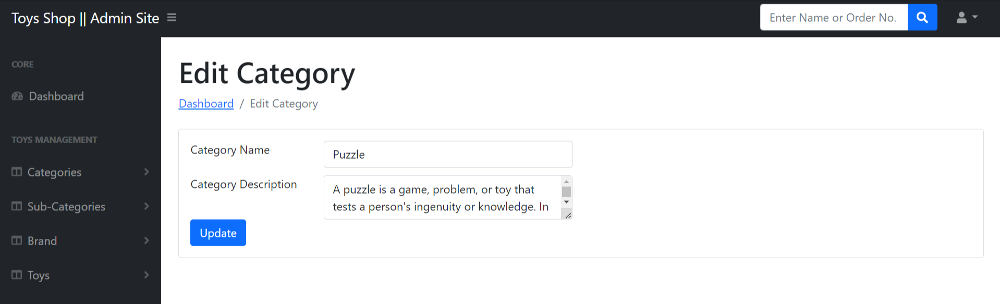 Toys Shop || Admin Site
Enter Name or Order No.
CORE
Dashboard
TOYS MANAGEMENT
Categories
Sub-Categories
Brand
Toys
Edit Category
Dashboard / Edit Category
Category Name
Puzzle
Category Description
A puzzle is a game, problem, or toy that
tests a person's ingenuity or knowledge. In
Update